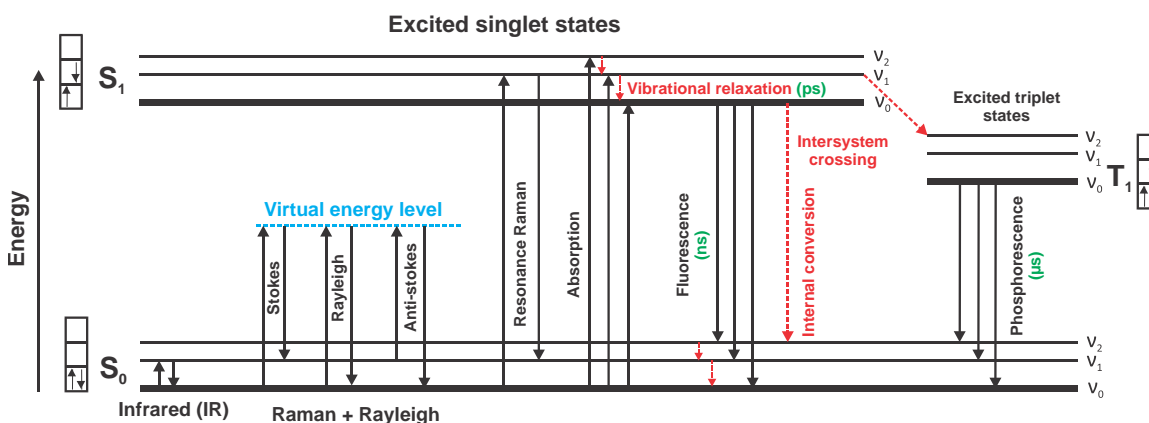 Excited singlet states
S1
ν2
ν1
ν0
Vibrational relaxation (ps)
Excited triplet
states
Intersystem
crossing
ν2
ν1
ν0
T1
Energy
Virtual energy level
Stokes
Rayleigh
Anti-stokes
Resonance Raman
Absorption
Fluorescence
(ns)
Internal conversion
Phosphorescence
(µs)
S0
ν2
ν1
ν0
Infrared (IR)
Raman + Rayleigh